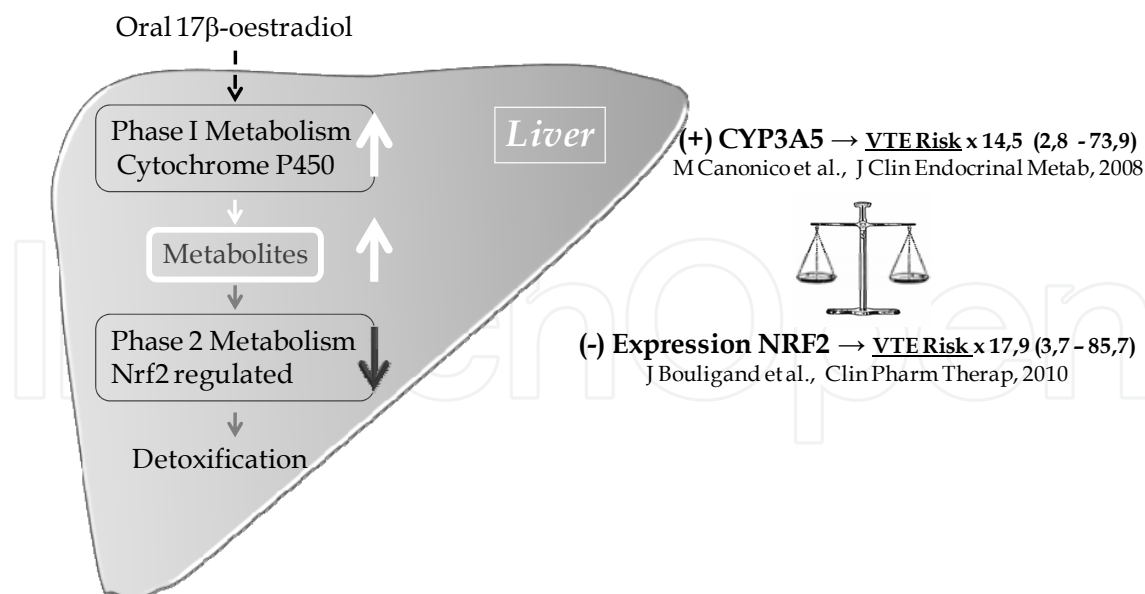 Oral 17β-oestradiol
Phase I Metabolism
Cytochrome P450
Liver
(+) CYP3A5 → VTE Risk x 14,5 (2,8 - 73,9)
M Canonico et al., J Clin Endocrinal Metab, 2008
Metabolites
Phase 2 Metabolism
Nrf2 regulated
(-) Expression NRF2 → VTE Risk x 17,9 (3,7 – 85,7)
J Bouligand et al., Clin Pharm Therap, 2010
Detoxification